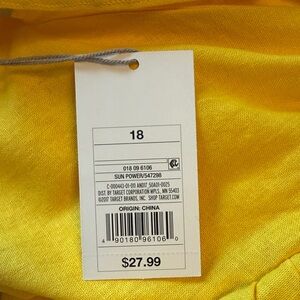 18
018 09 6106
SUN POWER/547298
DIST. BY TARGET CORPORATION MPLS., MN 55403
©2017 TARGET BRANDS, INC. SHOP TARGET.COM
ORIGIN: CHINA
4 90180 96106 0
$27.99